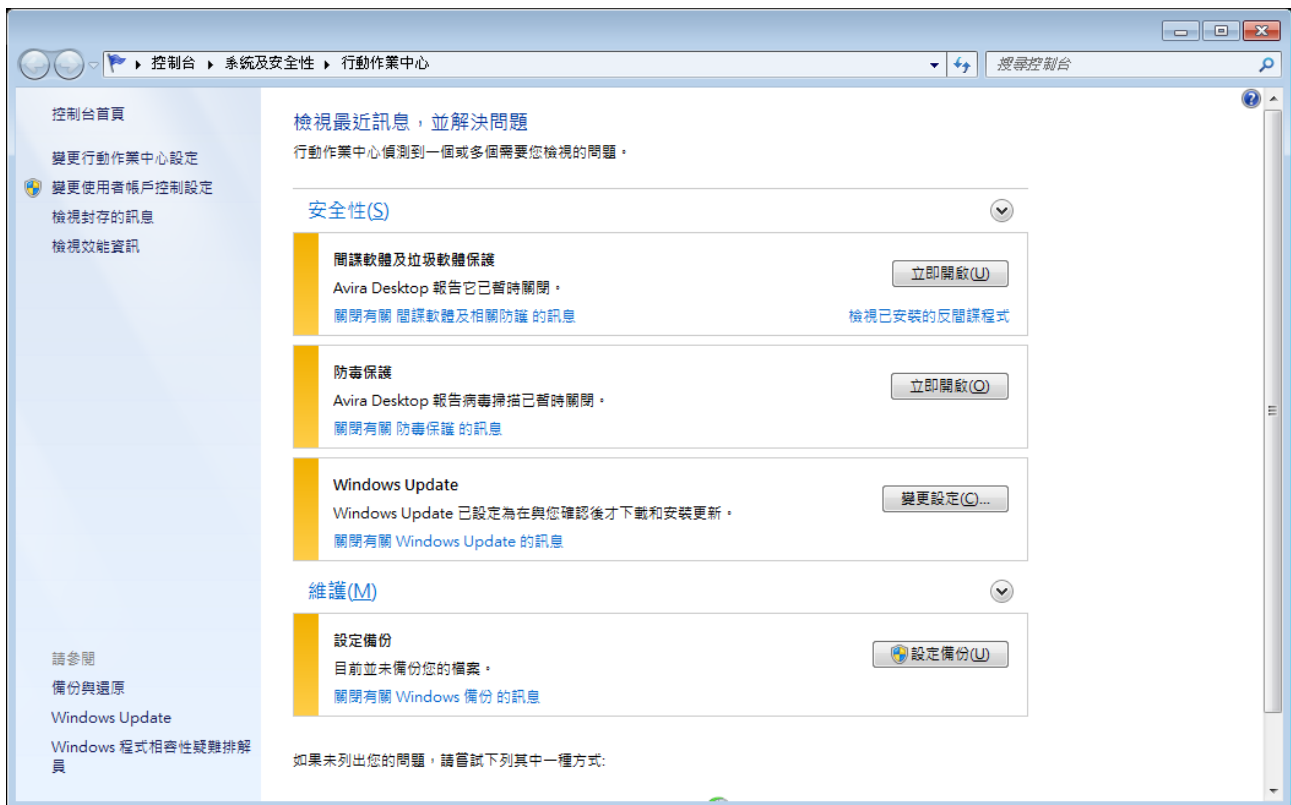 控制台 ▸ 系統及安全性 ▸ 行動作業中心
搜尋控制台
控制台首頁
變更行動作業中心設定
變更使用者帳戶控制設定
檢視封存的訊息
檢視效能資訊
請參閱
備份與還原
Windows Update
Windows 程式相容性疑難排解
員
檢視最近訊息，並解決問題
行動作業中心偵測到一個或多個需要您檢視的問題。
安全性(S)
間諜軟體及垃圾軟體保護
立即開啟(U)
Avira Desktop 報告它已暫時關閉。
關閉有關 間諜軟體及相關防護 的訊息
檢視已安裝的反間諜程式
防毒保護
立即開啟(O)
Avira Desktop 報告病毒掃描已暫時關閉。
關閉有關 防毒保護 的訊息
Windows Update
變更設定(C)...
Windows Update 已設定為在與您確認後才下載和安裝更新。
關閉有關 Windows Update 的訊息
維護(M)
設定備份
設定備份(U)
目前並未備份您的檔案。
關閉有關 Windows 備份 的訊息
如果未列出您的問題，請嘗試下列其中一種方式: